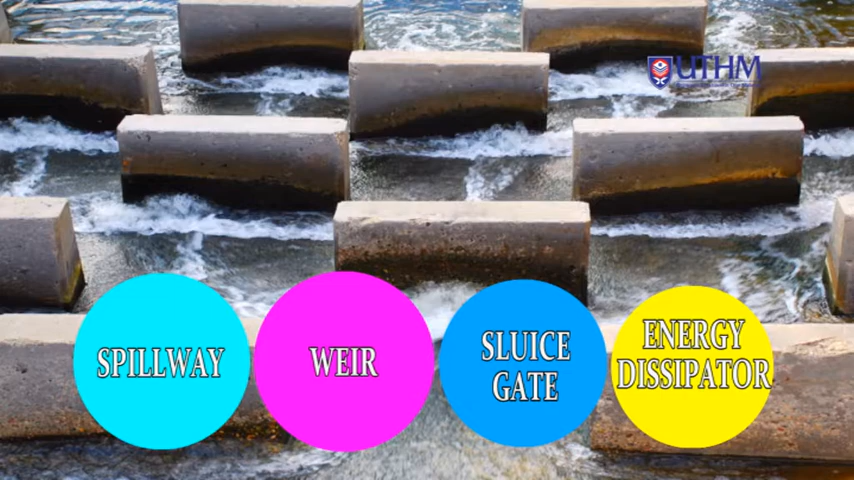 UTHM
SPILLWAY
WEIR
SLUICE
GATE
ENERGY
DISSIPATOR